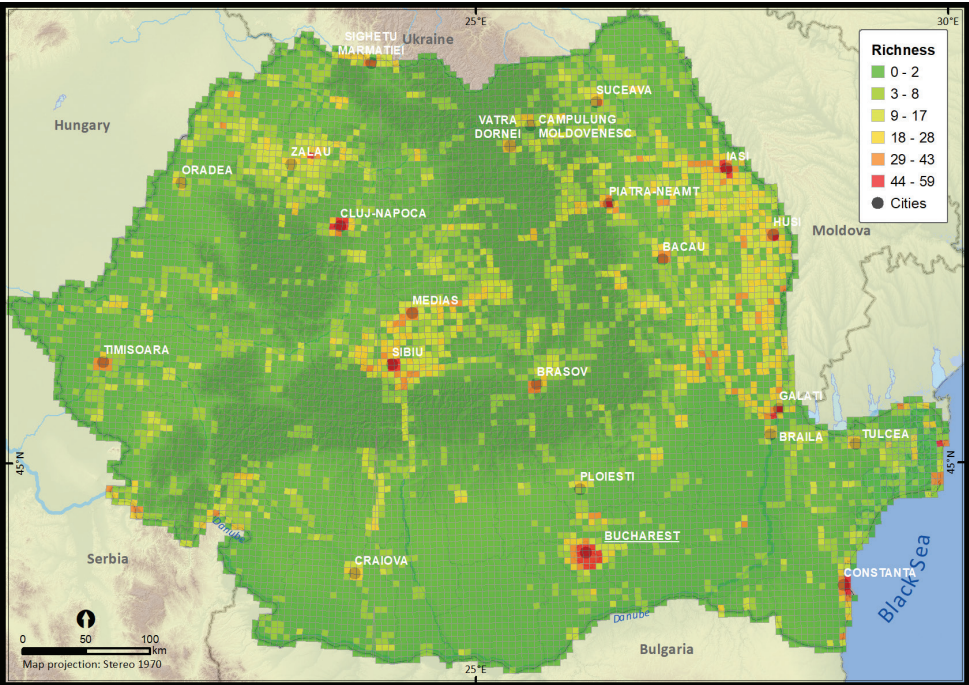 25°E
30°E
Ukraine
SIGHETU
MARMATIEI
Richness
0 - 2
3 - 8
9 - 17
18 - 28
29 - 43
44 - 59
Cities
Hungary
SUCEAVA
VATRA
DORNEI
CAMPULUNG
MOLDOVENESC
ZALAU
IASI
ORADEA
PIATRA-NEAMT
CLUJ-NAPOCA
HUSI
Moldova
BACAU
MEDIAS
TIMISOARA
SIBIU
BRASOV
GALATI
BRAILA
TULCEA
45°N
45°N
PLOIESTI
Danube
BUCHAREST
Serbia
CRAIOVA
CONSTANTA
Black Sea
Danube
Bulgaria
0 50 100
km
Map projection: Stereo 1970
25°E